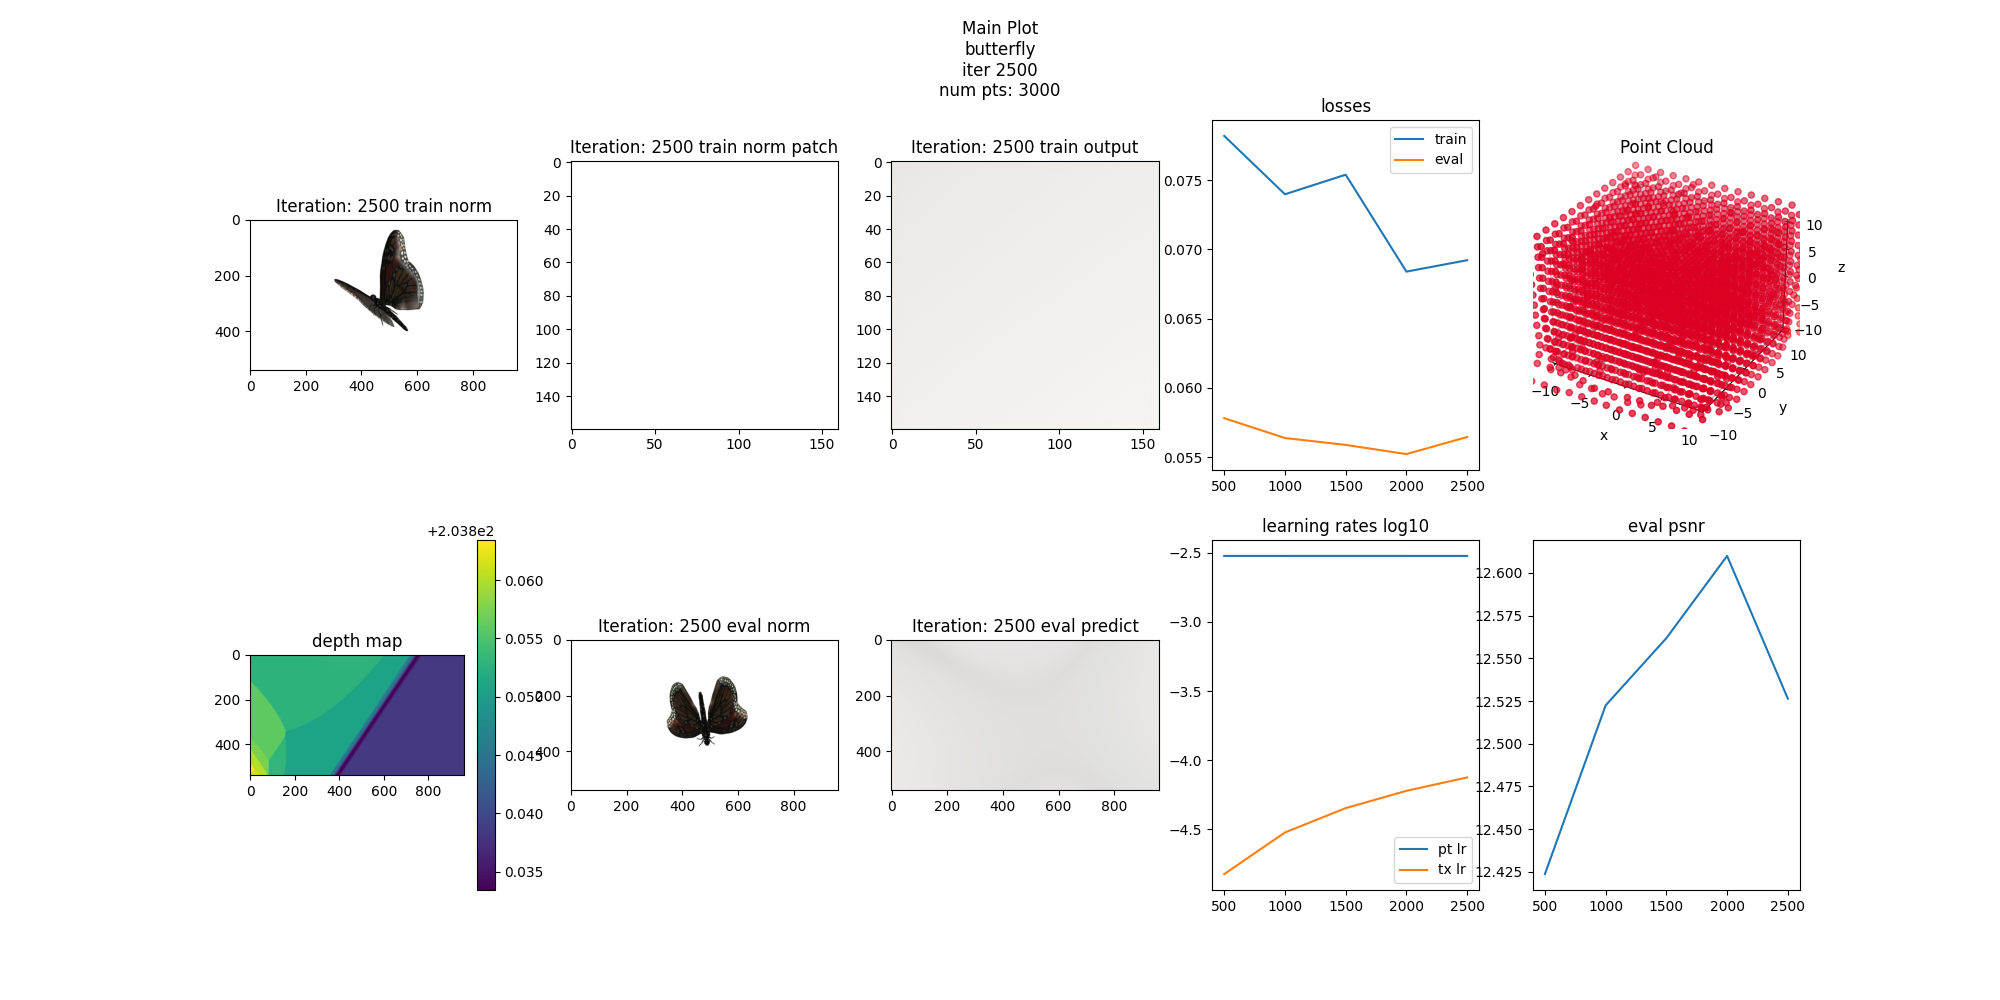 Main Plot
butterfly
iter 2500
num pts: 3000
Iteration: 2500 train norm
0
200
400
0 200 400 600 800
Iteration: 2500 train norm patch
0
20
40
60
80
100
120
140
0 50 100 150
Iteration: 2500 train output
0
20
40
60
80
100
120
140
0 50 100 150
losses
train
eval
0.075
0.070
0.065
0.060
0.055
500 1000 1500 2000 2500
Point Cloud
10
5
0
−5
−10
z
10
5
0
−5
−10
y
−10
−5
0
5
10
x
depth map
0
200
400
0 200 400 600 800
+2.038e2
0.060
0.055
0.050
0.045
0.040
0.035
Iteration: 2500 eval norm
0
200
400
0 200 400 600 800
Iteration: 2500 eval predict
0
200
400
0 200 400 600 800
learning rates log10
−2.5
−3.0
−3.5
−4.0
−4.5
pt lr
tx lr
500 1000 1500 2000 2500
eval psnr
12.600
12.575
12.550
12.525
12.500
12.475
12.450
12.425
500 1000 1500 2000 2500